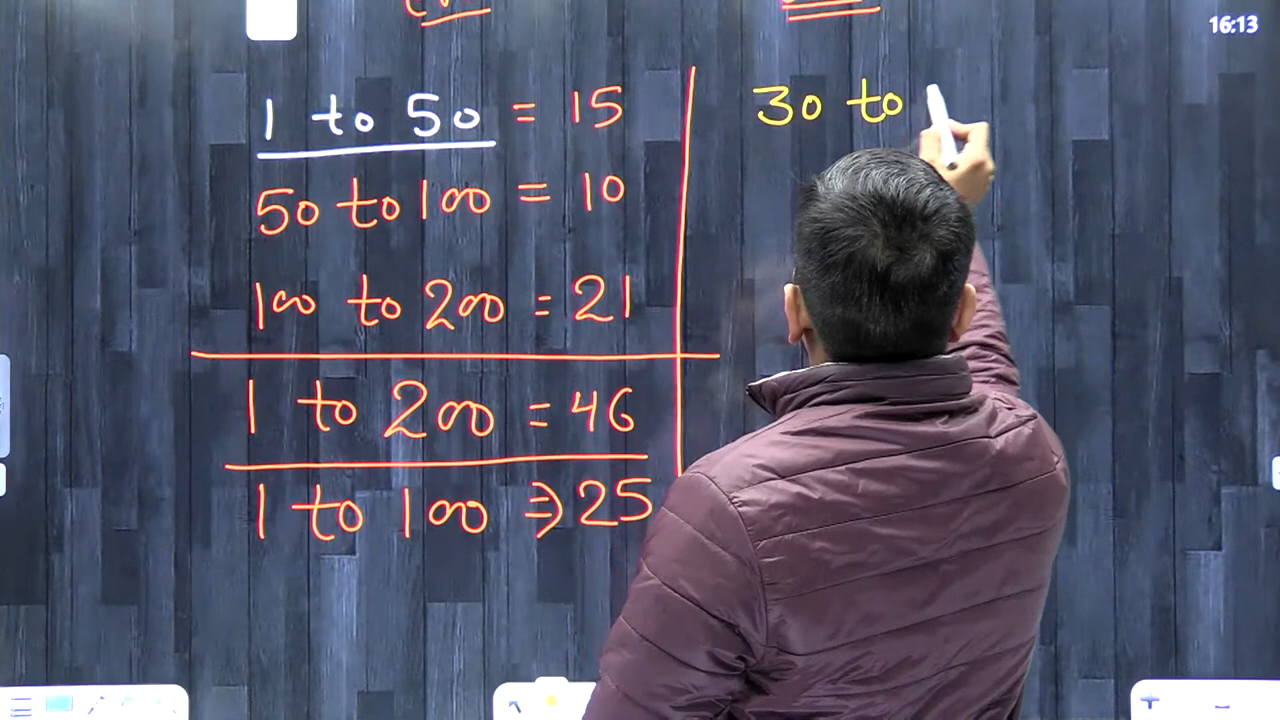 16:13
1 to 50 = 15
50 to 100 = 10
100 to 200 = 21
1 to 200 = 46
1 to 100 ⇒ 25
30 to